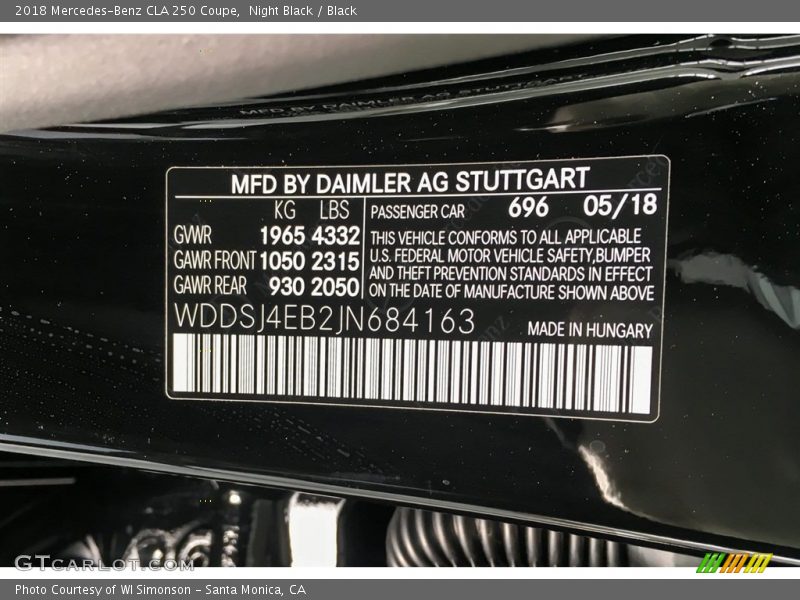 2018 Mercedes-Benz CLA 250 Coupe, Night Black / Black
MFD BY DAIMLER AG STUTTGART
MFD BY DAIMLER AG STUTTGART
KG LBS
GVWR 1965 4332
GAWR FRONT 1050 2315
GAWR REAR 930 2050
PASSENGER CAR 696 05/18
THIS VEHICLE CONFORMS TO ALL APPLICABLE
U.S. FEDERAL MOTOR VEHICLE SAFETY,BUMPER
AND THEFT PREVENTION STANDARDS IN EFFECT
ON THE DATE OF MANUFACTURE SHOWN ABOVE
WDDSJ4EB2JN684163 MADE IN HUNGARY
GTCARLOT.COM
Photo Courtesy of WI Simonson – Santa Monica, CA